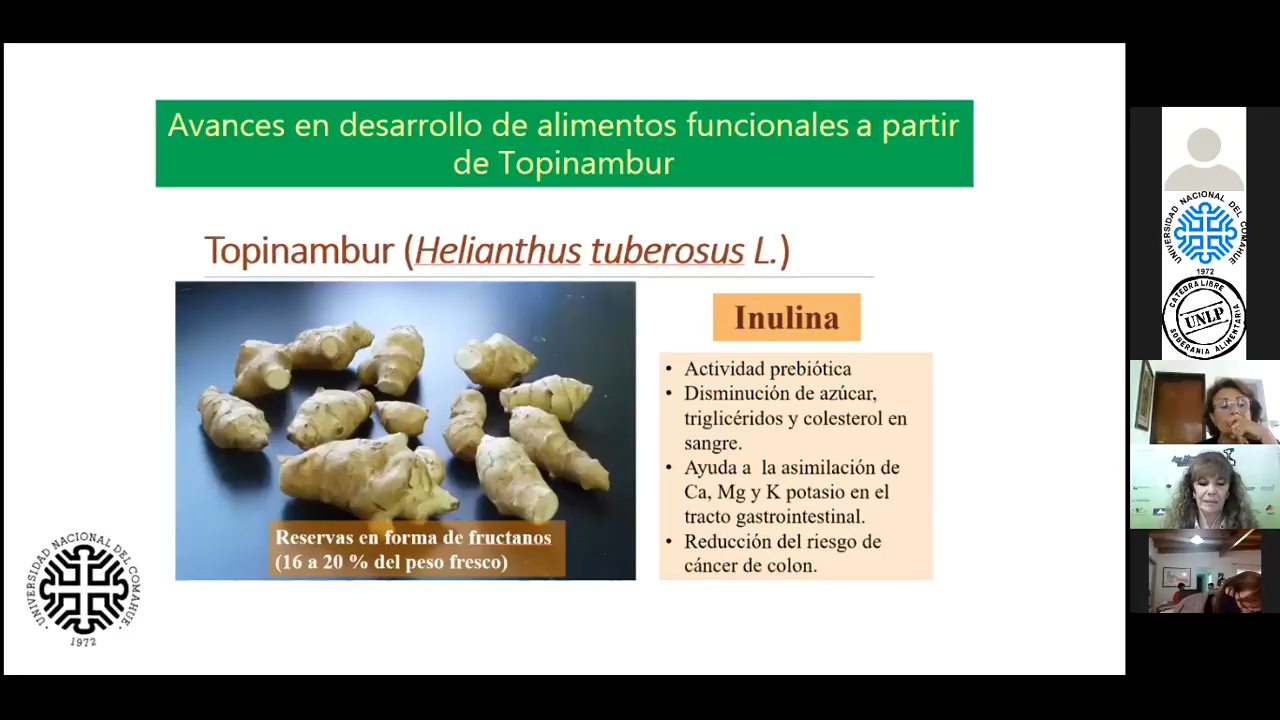 Avances en desarrollo de alimentos funcionales a partir
de Topinambur
Topinambur (Helianthus tuberosus L.)
Reservas en forma de fructanos
(16 a 20 % del peso fresco)
Inulina
• Actividad prebiótica
• Disminución de azúcar,
triglicéridos y colesterol en
sangre.
• Ayuda a la asimilación de
Ca, Mg y K potasio en el
tracto gastrointestinal.
• Reducción del riesgo de
cáncer de colon.
UNIVERSIDAD NACIONAL DEL COMAHUE
1972
UNIVERSIDAD NACIONAL DEL COMAHUE
1972
CATEDRA LIBRE
UNLP
SOBERANIA ALIMENTARIA